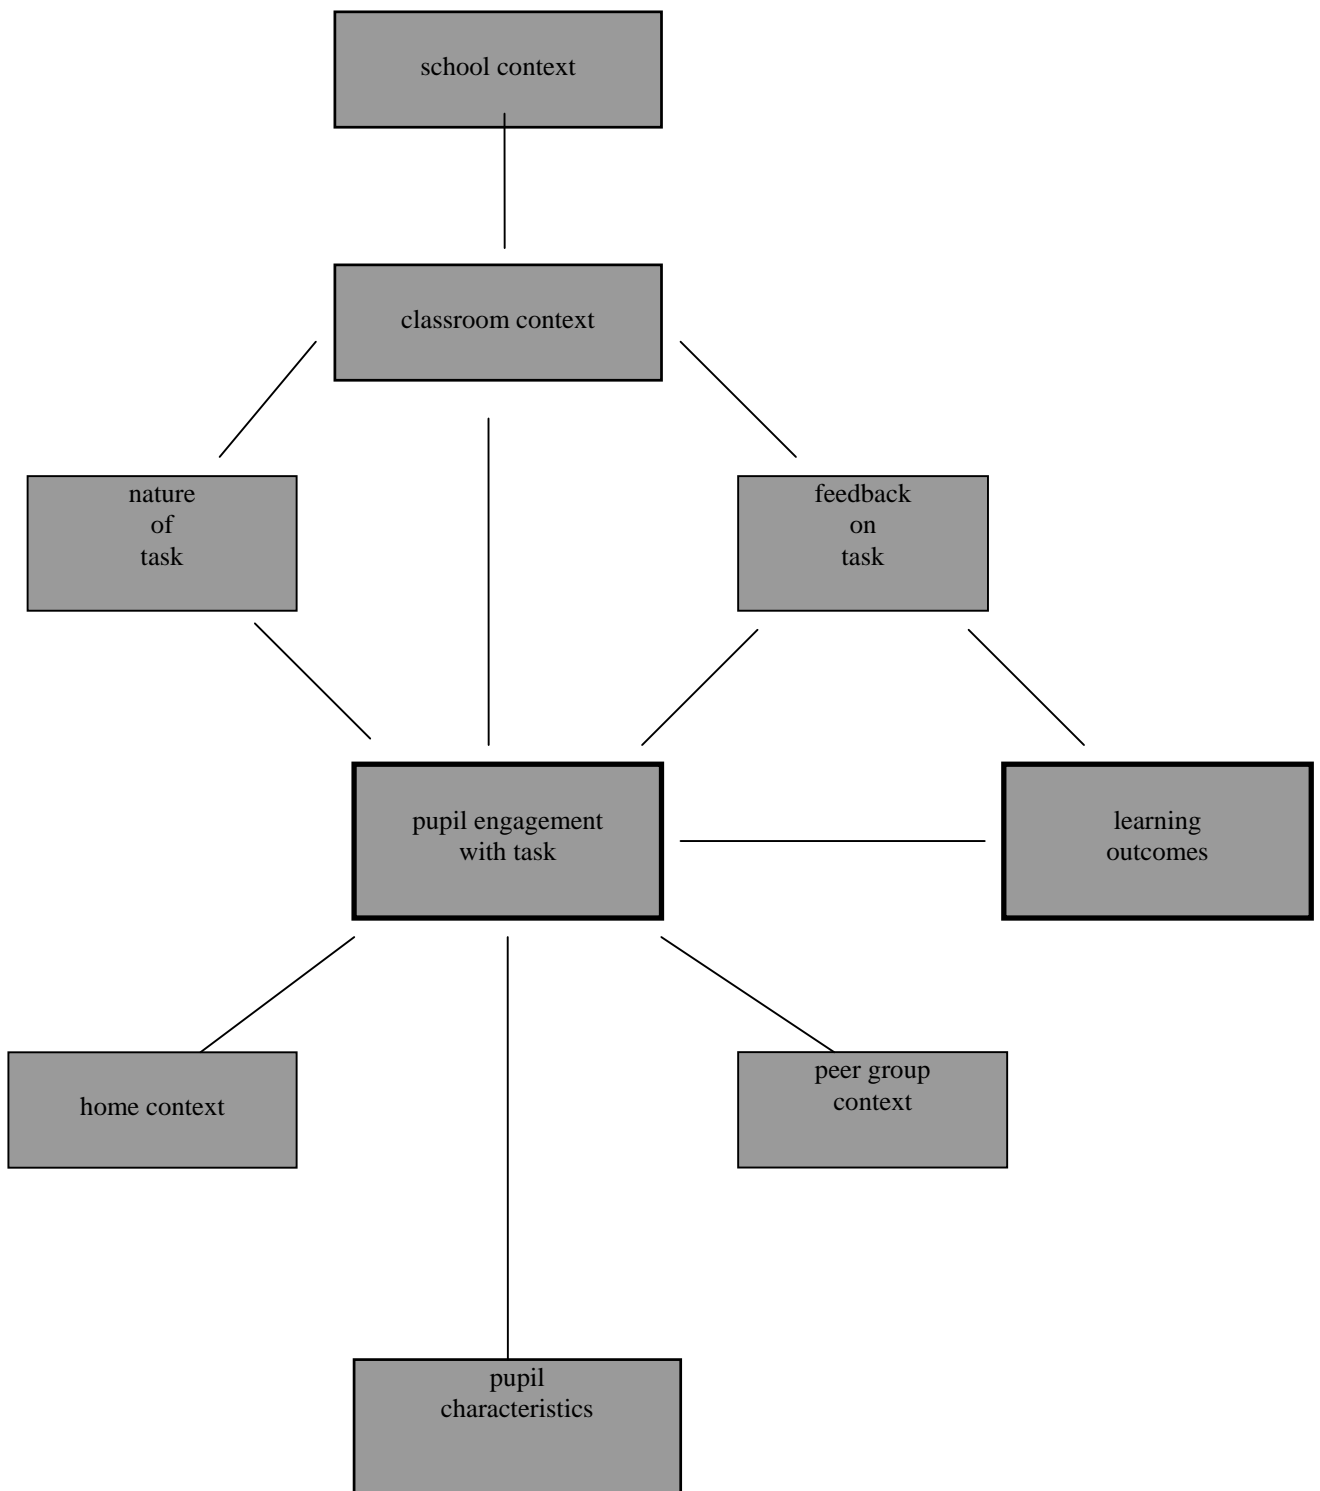 school context
classroom context
nature
of
task
feedback
on
task
pupil engagement
with task
learning
outcomes
home context
peer group
context
pupil
characteristics